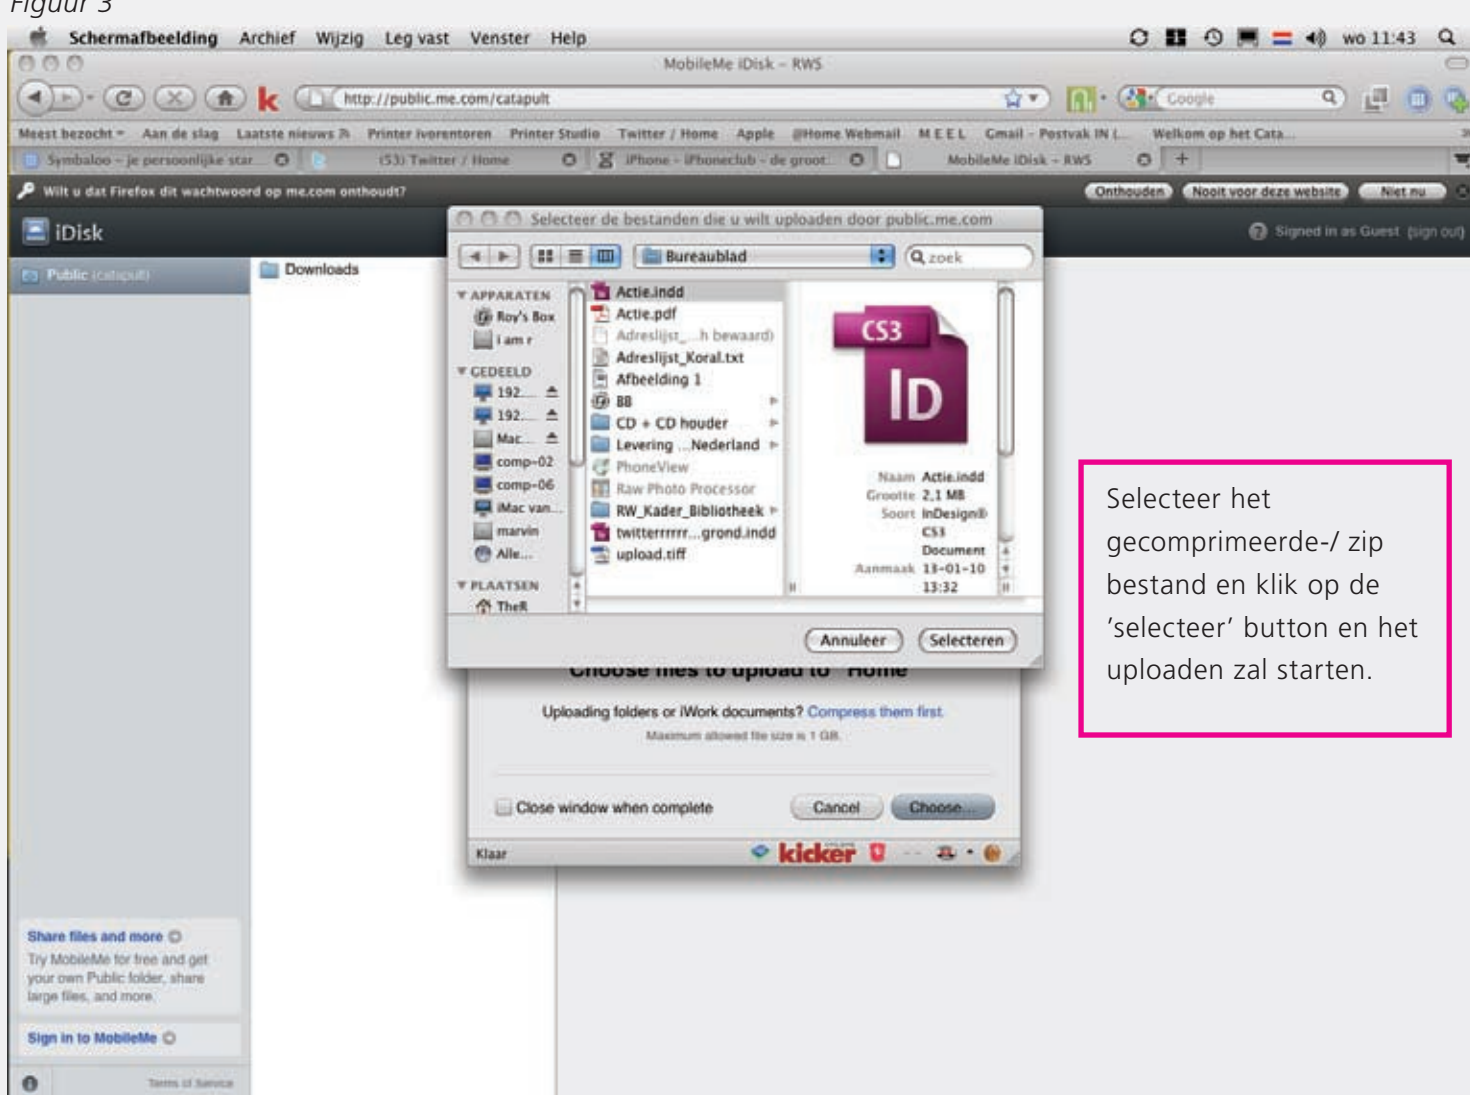 Figuur 3
Schermafbeelding Archief Wijzig Leg vast Venster Help wo 11:43
MobileMe iDisk – RWS
http://public.me.com/catapult Google
Meest bezocht Aan de slag Laatste nieuws Printer Ivorentoren Printer Studio Twitter / Home Apple @Home Webmail M E E L Gmail – Postvak IN (... Welkom op het Cata...
Symbaloo – je persoonlijke star... (53) Twitter / Home iPhone – iPhoneclub – de groot... MobileMe iDisk – RWS +
Wilt u dat Firefox dit wachtwoord op me.com onthoudt? Onthouden Nooit voor deze website Niet nu
iDisk Signed in as Guest (sign out)
Selecteer de bestanden die u wilt uploaden door public.me.com
Bureaublad zoek
Public (catapult)
Downloads
APPARATEN
Roy's Box
i am r
GEDEELD
192....
192....
Mac...
comp-02
comp-06
iMac van...
marvin
Alle...
PLAATSEN
TheR
Actie.indd
Actie.pdf
Adreslijst_...h bewaard)
Adreslijst_Koral.txt
Afbeelding 1
BB
CD + CD houder
Levering ...Nederland
PhoneView
Raw Photo Processor
RW_Kader_Bibliotheek
twitterrrrrr...grond.indd
upload.tiff
CS3
ID
Naam Actie.indd
Grootte 2,1 MB
Soort InDesign®
CS3
Document
Aanmaak 13-01-10
13:32
Annuleer Selecteren
Choose files to upload to "Home"
Uploading folders or iWork documents? Compress them first.
Maximum allowed file size is 1 GB.
Close window when complete Cancel Choose...
Klaar kicker
Selecteer het
gecomprimeerde-/ zip
bestand en klik op de
‘selecteer’ button en het
uploaden zal starten.
Share files and more
Try MobileMe for free and get
your own Public folder, share
large files, and more.
Sign in to MobileMe
Terms of Service